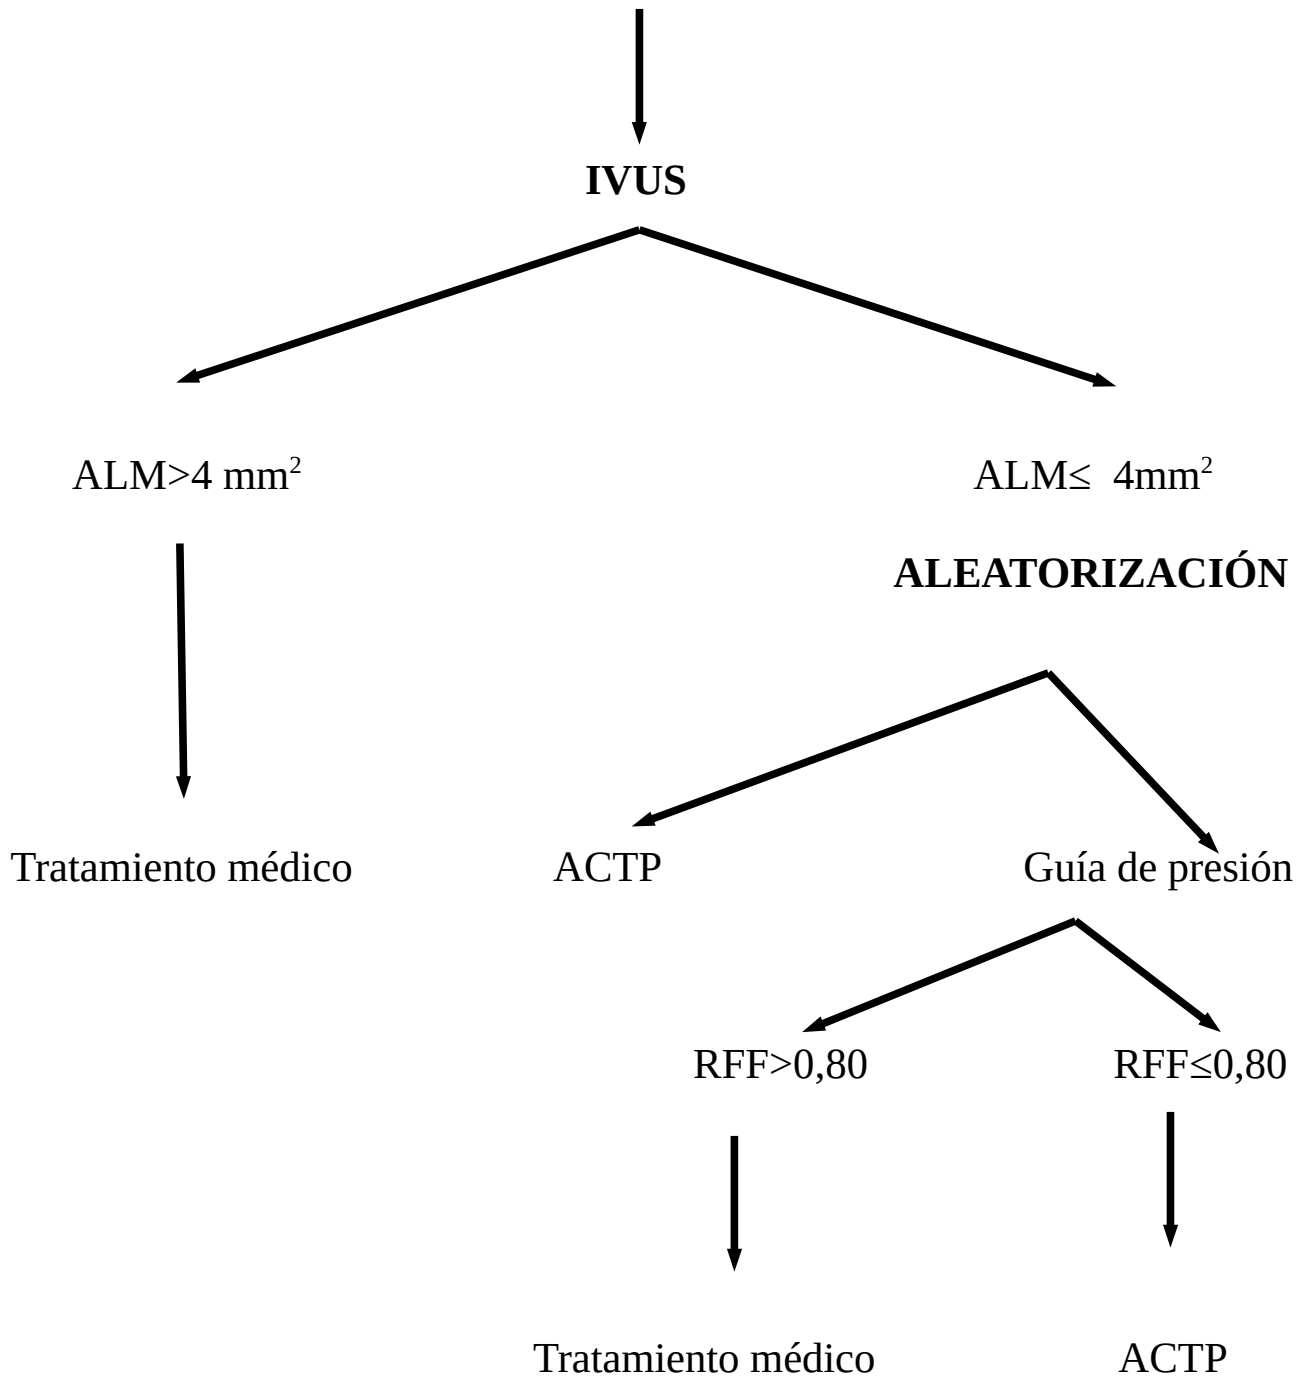 IVUS
ALM>4 mm²
ALM≤ 4mm²
ALEATORIZACIÓN
Tratamiento médico
ACTP
Guía de presión
RFF>0,80
RFF≤0,80
Tratamiento médico
ACTP